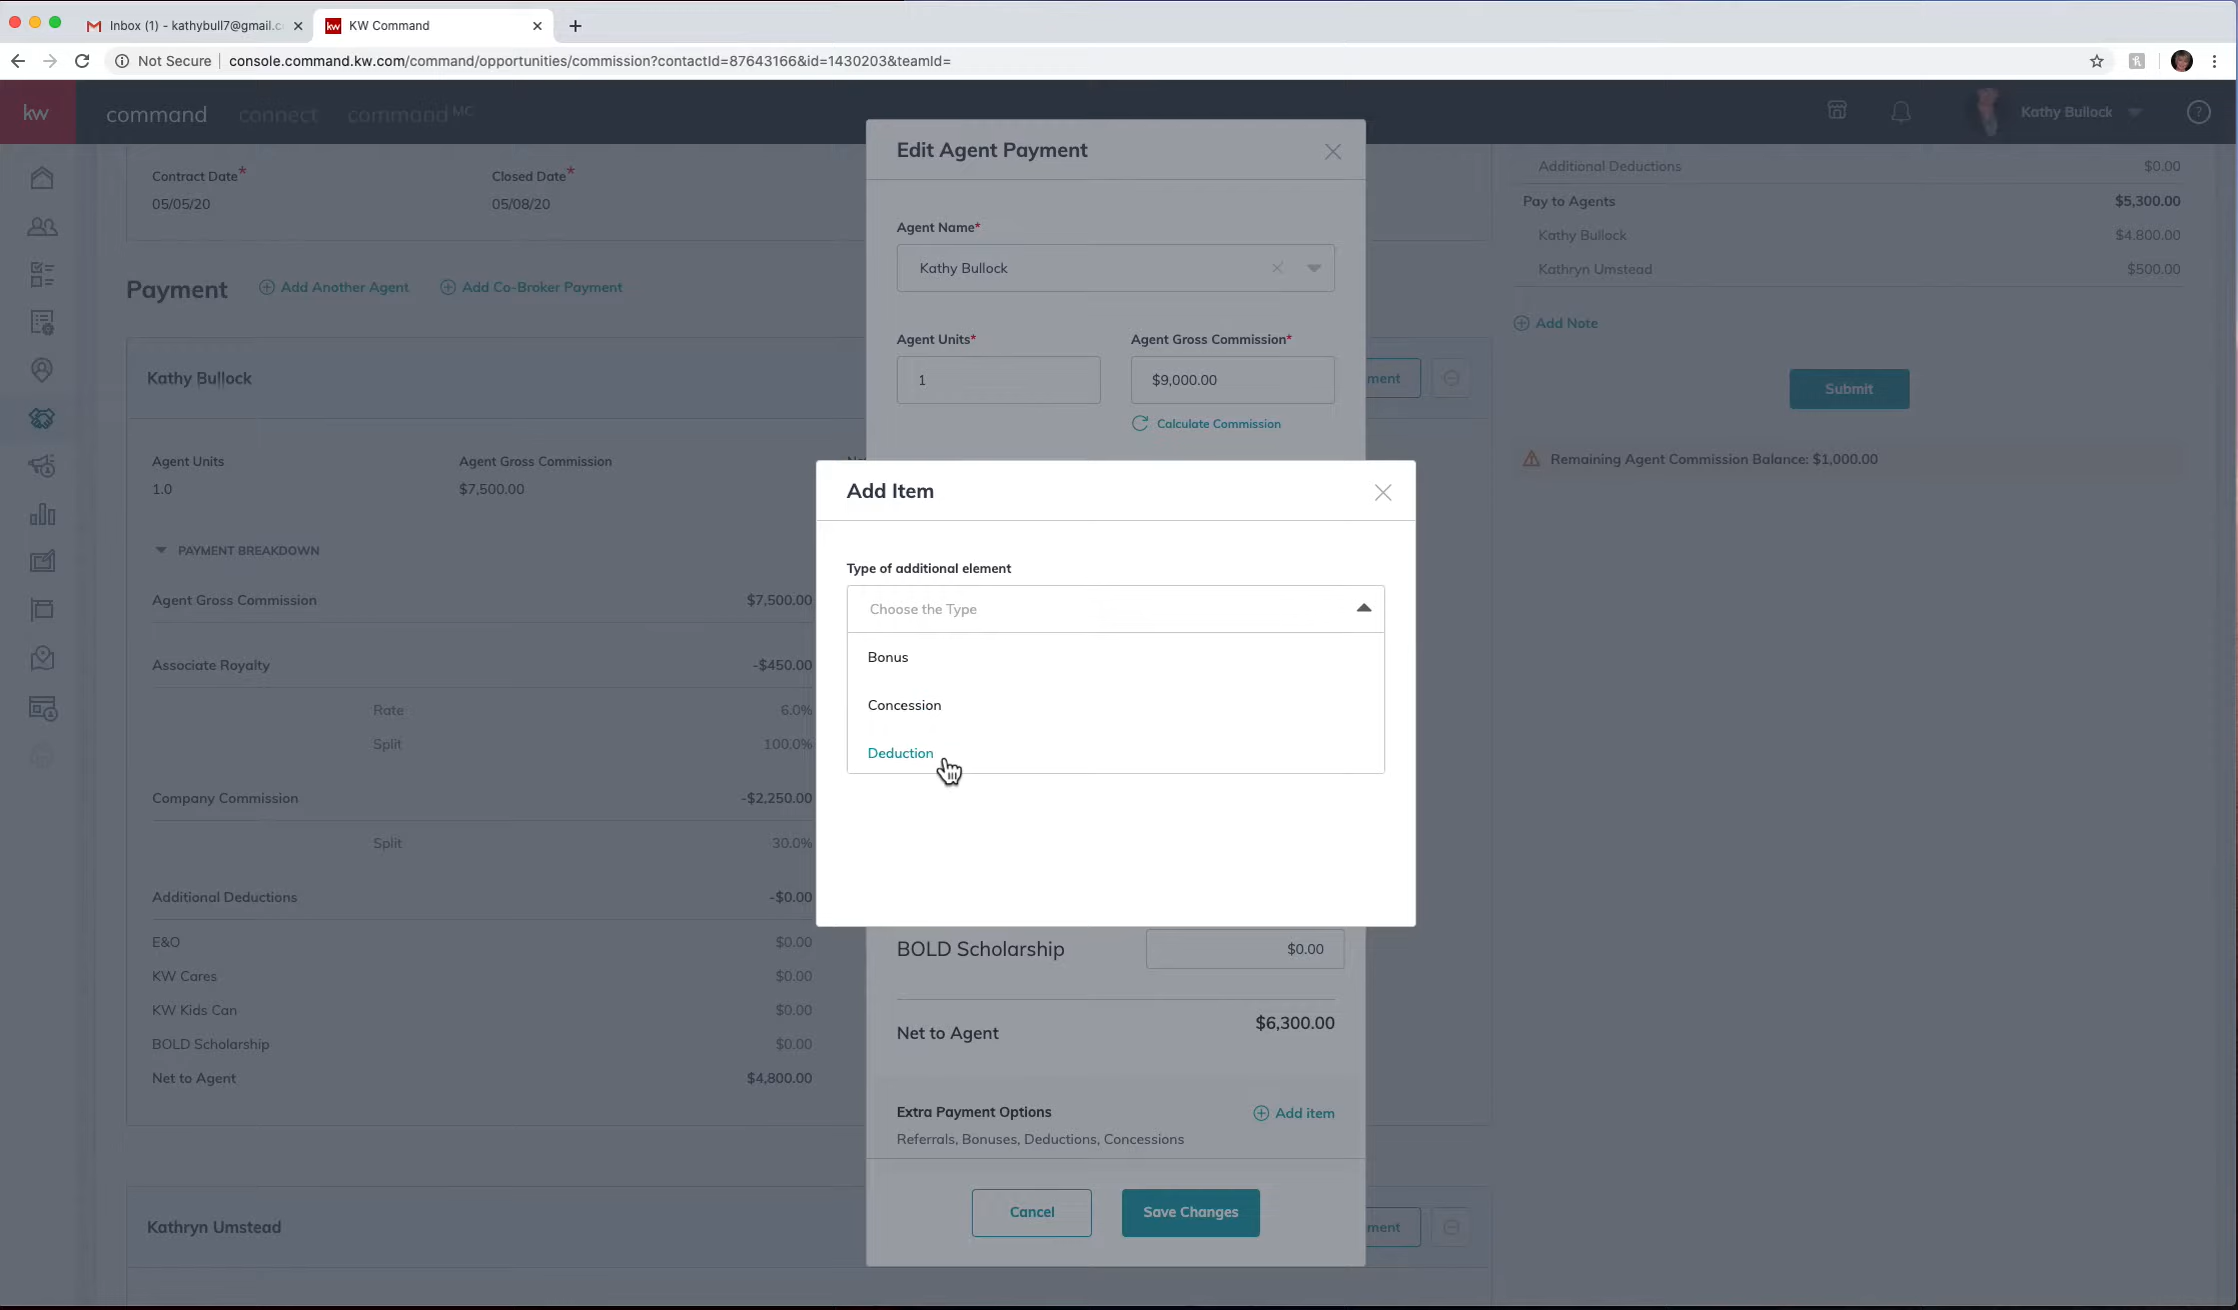 Inbox (1) - kathybull7@gmail.c
KW Command
Not Secure
console.command.kw.com/command/opportunities/commission?contactId=87643166&id=1430203&teamId=
kw
command
connect
command MC
Kathy Bullock
Contract Date*
05/05/20
Closed Date*
05/08/20
Payment
Add Another Agent
Add Co-Broker Payment
Kathy Bullock
Agent Units
1.0
Agent Gross Commission
$7,500.00
PAYMENT BREAKDOWN
Agent Gross Commission $7,500.00
Associate Royalty -$450.00
Rate 6.0%
Split 100.0%
Company Commission -$2,250.00
Split 30.0%
Additional Deductions -$0.00
E&O $0.00
KW Cares $0.00
KW Kids Can $0.00
BOLD Scholarship $0.00
Net to Agent $4,800.00
Kathryn Umstead
Edit Agent Payment
Agent Name*
Kathy Bullock
Agent Units*
1
Agent Gross Commission*
$9,000.00
Calculate Commission
ment
Add Item
Type of additional element
Choose the Type
Bonus
Concession
Deduction
BOLD Scholarship $0.00
Net to Agent $6,300.00
Extra Payment Options
Add item
Referrals, Bonuses, Deductions, Concessions
Cancel
Save Changes
ment
Additional Deductions $0.00
Pay to Agents $5,300.00
Kathy Bullock $4,800.00
Kathryn Umstead $500.00
Add Note
Submit
Remaining Agent Commission Balance: $1,000.00